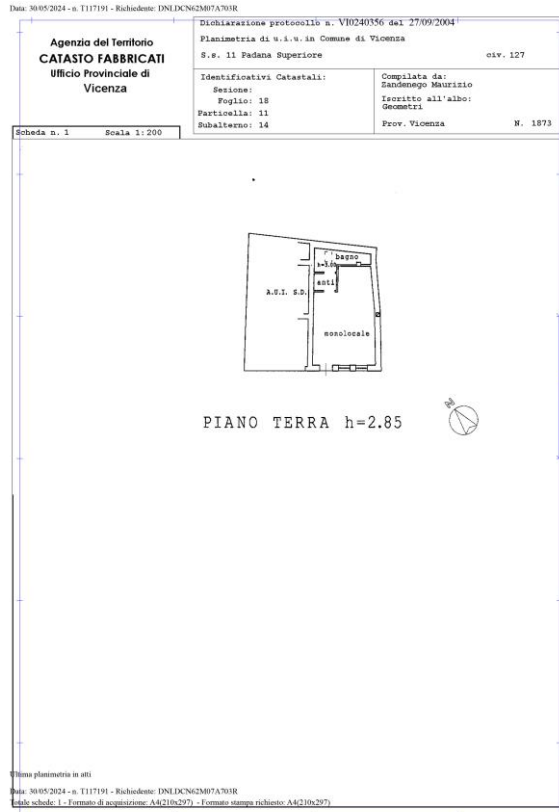 Data: 30/05/2024 - n. T117191 - Richiedente: DNLDCN62M07A703R
Agenzia del Territorio
CATASTO FABBRICATI
Ufficio Provinciale di
Vicenza
Dichiarazione protocollo n. VI0240356 del 27/09/2004
Planimetria di u.i.u. in Comune di Vicenza
S.s. 11 Padana Superiore civ. 127
Identificativi Catastali:
Sezione:
Foglio: 18
Particella: 11
Subalterno: 14
Compilata da:
Zandenego Maurizio
Iscritto all'albo:
Geometri
Prov. Vicenza N. 1873
Scheda n. 1 Scala 1:200
bagno
anti
A.U.I. S.D.
monolocale
PIANO TERRA h=2.85
Ultima planimetria in atti
Data: 30/05/2024 - n. T117191 - Richiedente: DNLDCN62M07A703R
Totale schede: 1 - Formato di acquisizione: A4(210x297) - Formato stampa richiesto: A4(210x297)